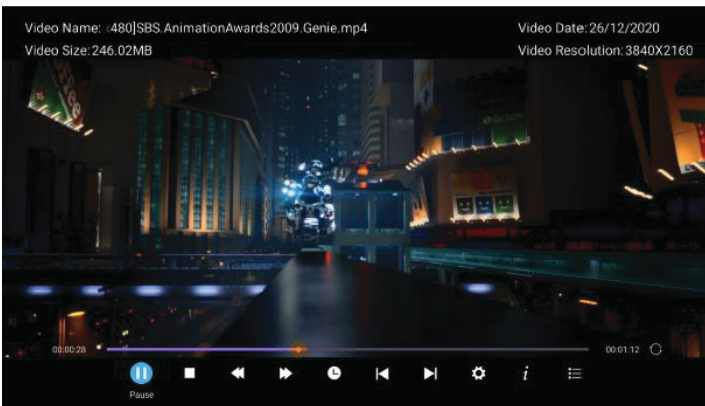 Video Name: ‹480]SBS.AnimationAwards2009.Genie.mp4
Video Date:26/12/2020
Video Size:246.02MB
Video Resolution:3840X2160
00:00:28
00:01:12
Pause